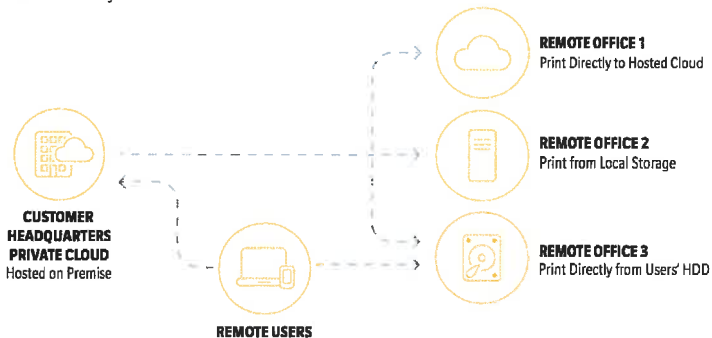 REMOTE OFFICE 1
Print Directly to Hosted Cloud
REMOTE OFFICE 2
Print from Local Storage
CUSTOMER
HEADQUARTERS
PRIVATE CLOUD
Hosted on Premise
REMOTE OFFICE 3
Print Directly from Users' HDD
REMOTE USERS